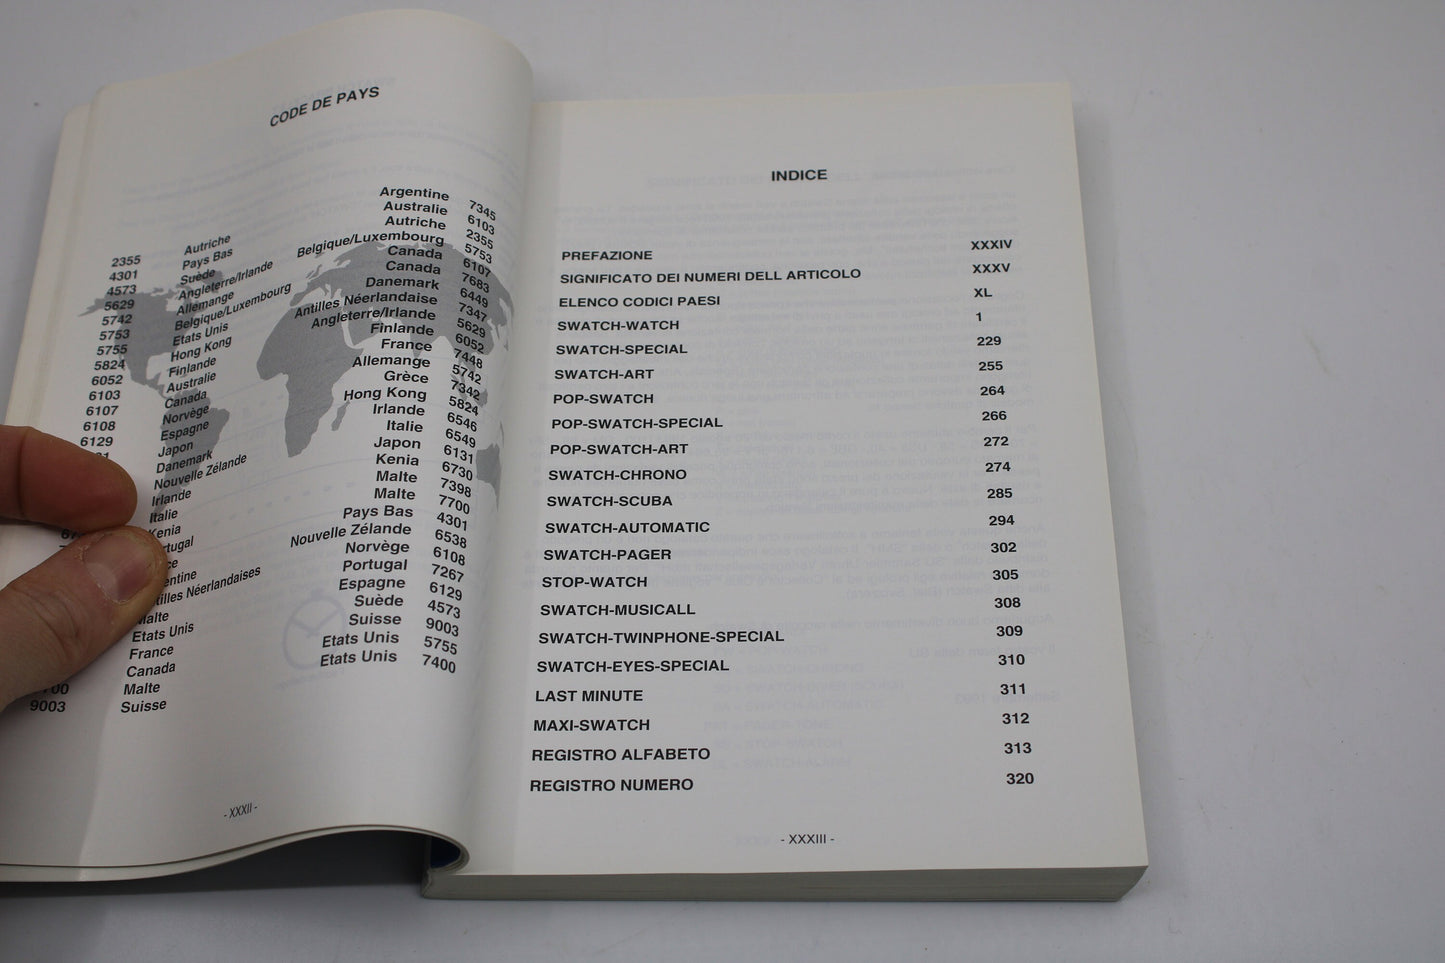 CODE DE PAYS
2355 Autriche
4301 Pays Bas
4573 Suède
5629 Angleterre/Irlande
5742 Allemange
5753 Belgique/Luxembourg
5755 Etats Unis
5824 Hong Kong
6052 Finlande
6103 Australie
6107 Canada
6108 Norvège
6129 Espagne
Japon
Danemark
Nouvelle Zélande
Irlande
Italie
Kenia
Malte
Etats Unis
France
Canada
Malte
9003 Suisse
Argentine 7345
Australie 6103
Autriche 2355
Belgique/Luxembourg 5753
Canada 6107
Canada 7683
Danemark 6449
Antilles Néerlandaise 7347
Angleterre/Irlande 5629
Finlande 6052
France 7448
Allemange 5742
Grèce 7342
Hong Kong 5824
Irlande 6546
Italie 6549
Japon 6131
Kenia 6730
Malte 7398
Malte 7700
Pays Bas 4301
Nouvelle Zélande 6538
Norvège 6108
Portugal 7267
Espagne 6129
Suède 4573
Suisse 9003
Etats Unis 5755
Etats Unis 7400
- XXXII -
INDICE
PREFAZIONE XXXIV
SIGNIFICATO DEI NUMERI DELL ARTICOLO XXXV
ELENCO CODICI PAESI XL
SWATCH-WATCH 1
SWATCH-SPECIAL 229
SWATCH-ART 255
POP-SWATCH 264
POP-SWATCH-SPECIAL 266
POP-SWATCH-ART 272
SWATCH-CHRONO 274
SWATCH-SCUBA 285
SWATCH-AUTOMATIC 294
SWATCH-PAGER 302
STOP-WATCH 305
SWATCH-MUSICALL 308
SWATCH-TWINPHONE-SPECIAL 309
SWATCH-EYES-SPECIAL 310
LAST MINUTE 311
MAXI-SWATCH 312
REGISTRO ALFABETO 313
REGISTRO NUMERO 320
- XXXIII -